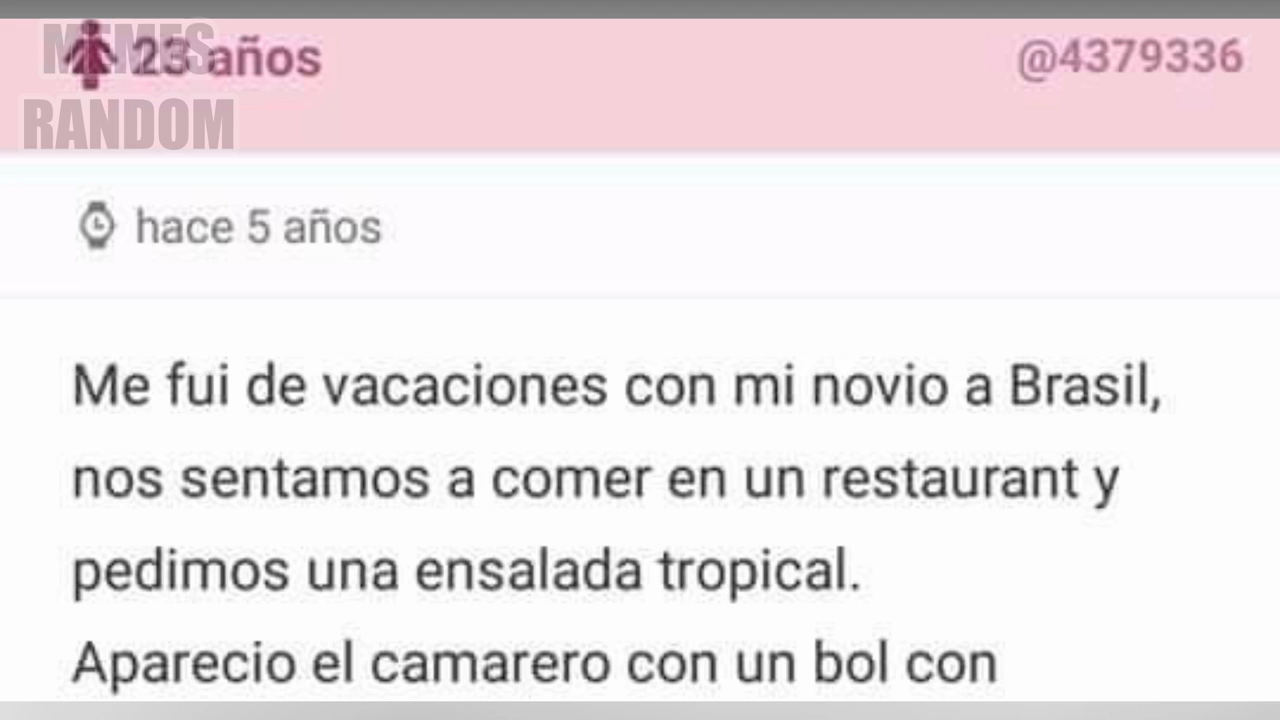 MEMES
RANDOM
23 años
@4379336
hace 5 años
Me fui de vacaciones con mi novio a Brasil,
nos sentamos a comer en un restaurant y
pedimos una ensalada tropical.
Aparecio el camarero con un bol con